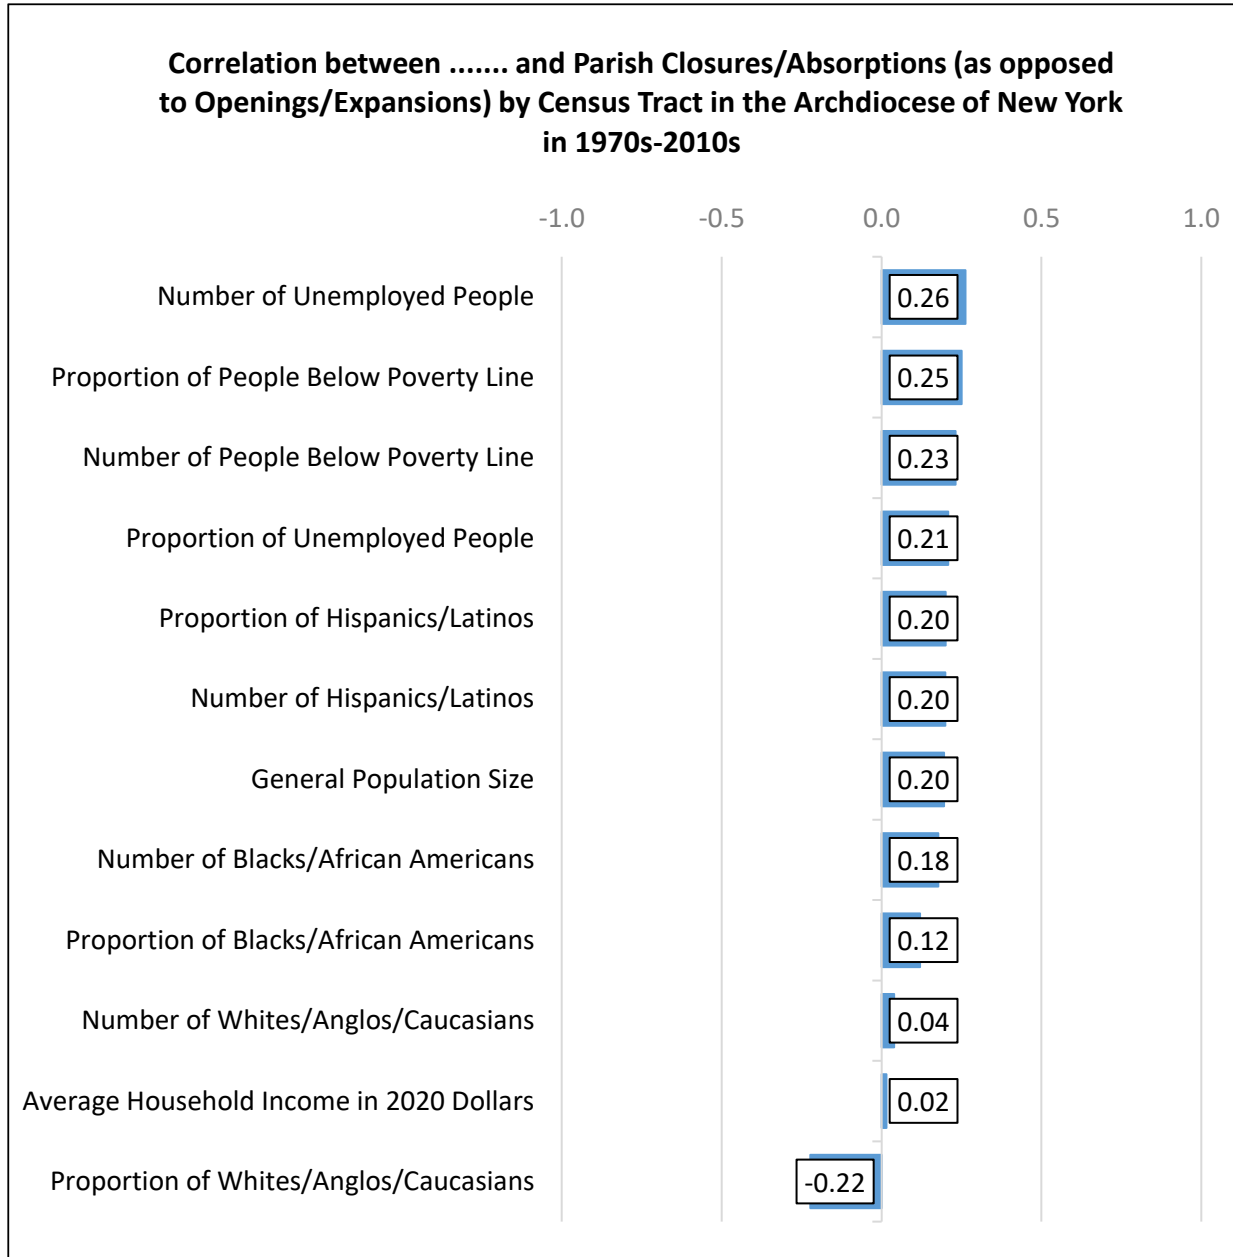 Correlation between ....... and Parish Closures/Absorptions (as opposed
to Openings/Expansions) by Census Tract in the Archdiocese of New York
in 1970s-2010s
-1.0 -0.5 0.0 0.5 1.0
Number of Unemployed People 0.26
Proportion of People Below Poverty Line 0.25
Number of People Below Poverty Line 0.23
Proportion of Unemployed People 0.21
Proportion of Hispanics/Latinos 0.20
Number of Hispanics/Latinos 0.20
General Population Size 0.20
Number of Blacks/African Americans 0.18
Proportion of Blacks/African Americans 0.12
Number of Whites/Anglos/Caucasians 0.04
Average Household Income in 2020 Dollars 0.02
Proportion of Whites/Anglos/Caucasians -0.22